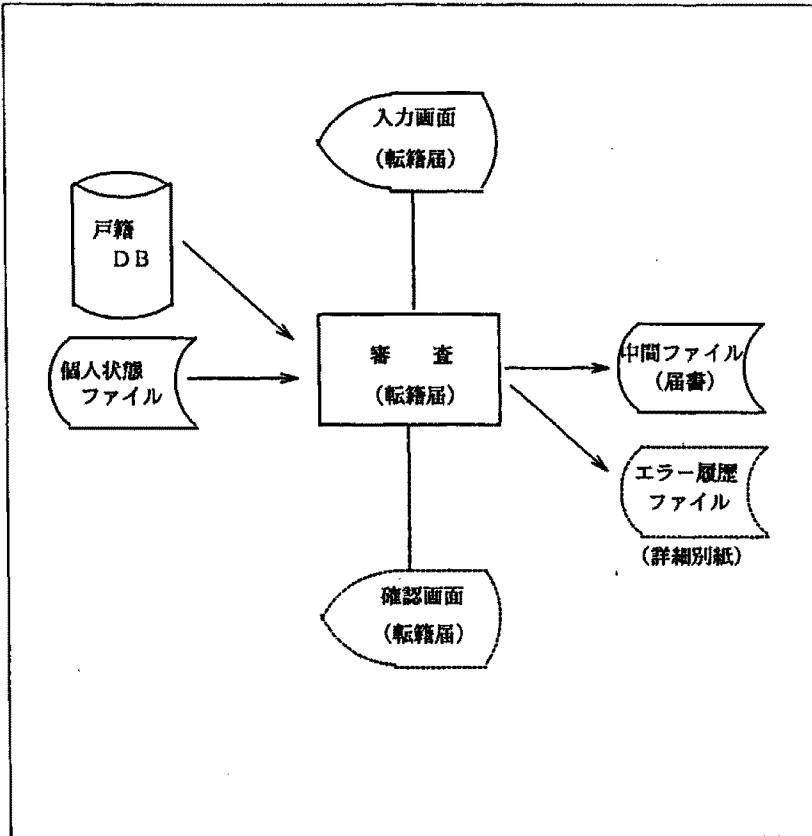 入力画面
(転籍届)
戸籍
DB
個人状態
ファイル
審 査
(転籍届)
中間ファイル
(届書)
エラー履歴
ファイル
(詳細別紙)
確認画面
(転籍届)